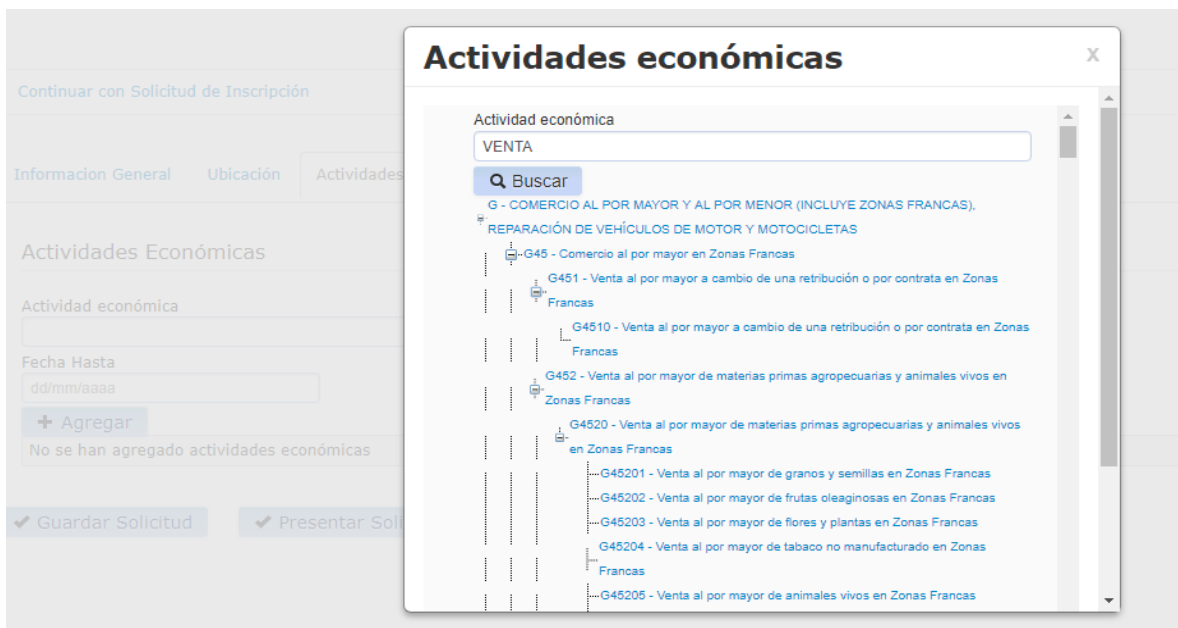 Actividades económicas
x
Continuar con Solicitud de Inscripción
Informacion General
Ubicación
Actividades
Actividades Económicas
Actividad económica
Fecha Hasta
dd/mm/aaaa
Agregar
No se han agregado actividades económicas
Guardar Solicitud
Presentar Soli
Actividad económica
VENTA
Buscar
G - COMERCIO AL POR MAYOR Y AL POR MENOR (INCLUYE ZONAS FRANCAS),
REPARACIÓN DE VEHÍCULOS DE MOTOR Y MOTOCICLETAS
G45 - Comercio al por mayor en Zonas Francas
G451 - Venta al por mayor a cambio de una retribución o por contrata en Zonas
Francas
G4510 - Venta al por mayor a cambio de una retribución o por contrata en Zonas
Francas
G452 - Venta al por mayor de materias primas agropecuarias y animales vivos en
Zonas Francas
G4520 - Venta al por mayor de materias primas agropecuarias y animales vivos
en Zonas Francas
G45201 - Venta al por mayor de granos y semillas en Zonas Francas
G45202 - Venta al por mayor de frutas oleaginosas en Zonas Francas
G45203 - Venta al por mayor de flores y plantas en Zonas Francas
G45204 - Venta al por mayor de tabaco no manufacturado en Zonas
Francas
G45205 - Venta al por mayor de animales vivos en Zonas Francas